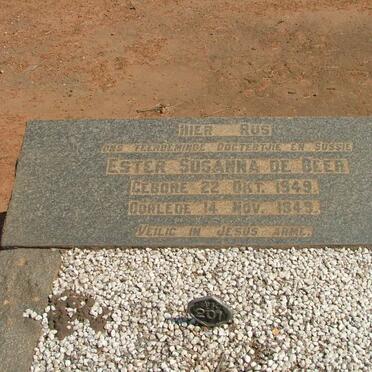 HIER RUS
ONS TEERBEMINDE DOGTERTJIE EN SUSSIE
ESTER SUSANNA DE BEER
GEBORE 22 OKT. 1949.
OORLEDE 14 NOV. 1949.
VEILIG IN JESUS ARME.
201